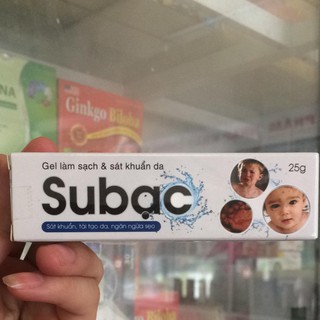 Ginkgo Biloba
Gel làm sạch & sát khuẩn da
25g
Subạc
Sát khuẩn, tái tạo da, ngăn ngừa sẹo